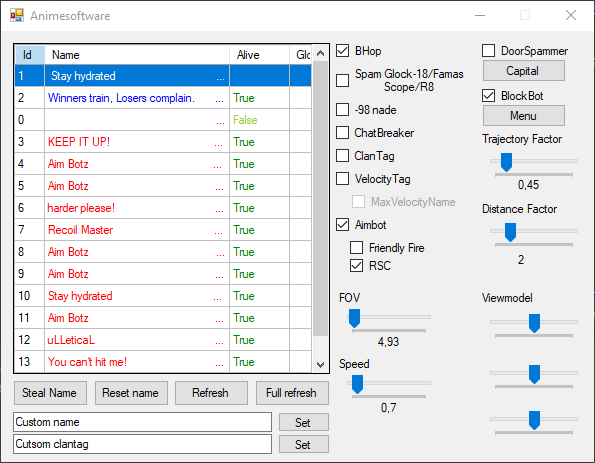 Animesoftware
Id Name Alive Glo
1 Stay hydrated ...
2 Winners train, Losers complain. ... True
0 ... False
3 KEEP IT UP! True
4 Aim Botz ... True
5 Aim Botz ... True
6 harder please! ... True
7 Recoil Master ... True
8 Aim Botz ... True
9 Aim Botz ... True
10 Stay hydrated ... True
11 Aim Botz ... True
12 uLLeticaL ... True
13 You can't hit me! ... True
Steal Name Reset name Refresh Full refresh
Custom name Set
Cutsom clantag Set
BHop
Spam Glock-18/Famas
Scope/R8
-98 nade
ChatBreaker
ClanTag
VelocityTag
MaxVelocityName
Aimbot
Friendly Fire
RSC
FOV
4,93
Speed
0,7
DoorSpammer
Capital
BlockBot
Menu
Trajectory Factor
0,45
Distance Factor
2
Viewmodel